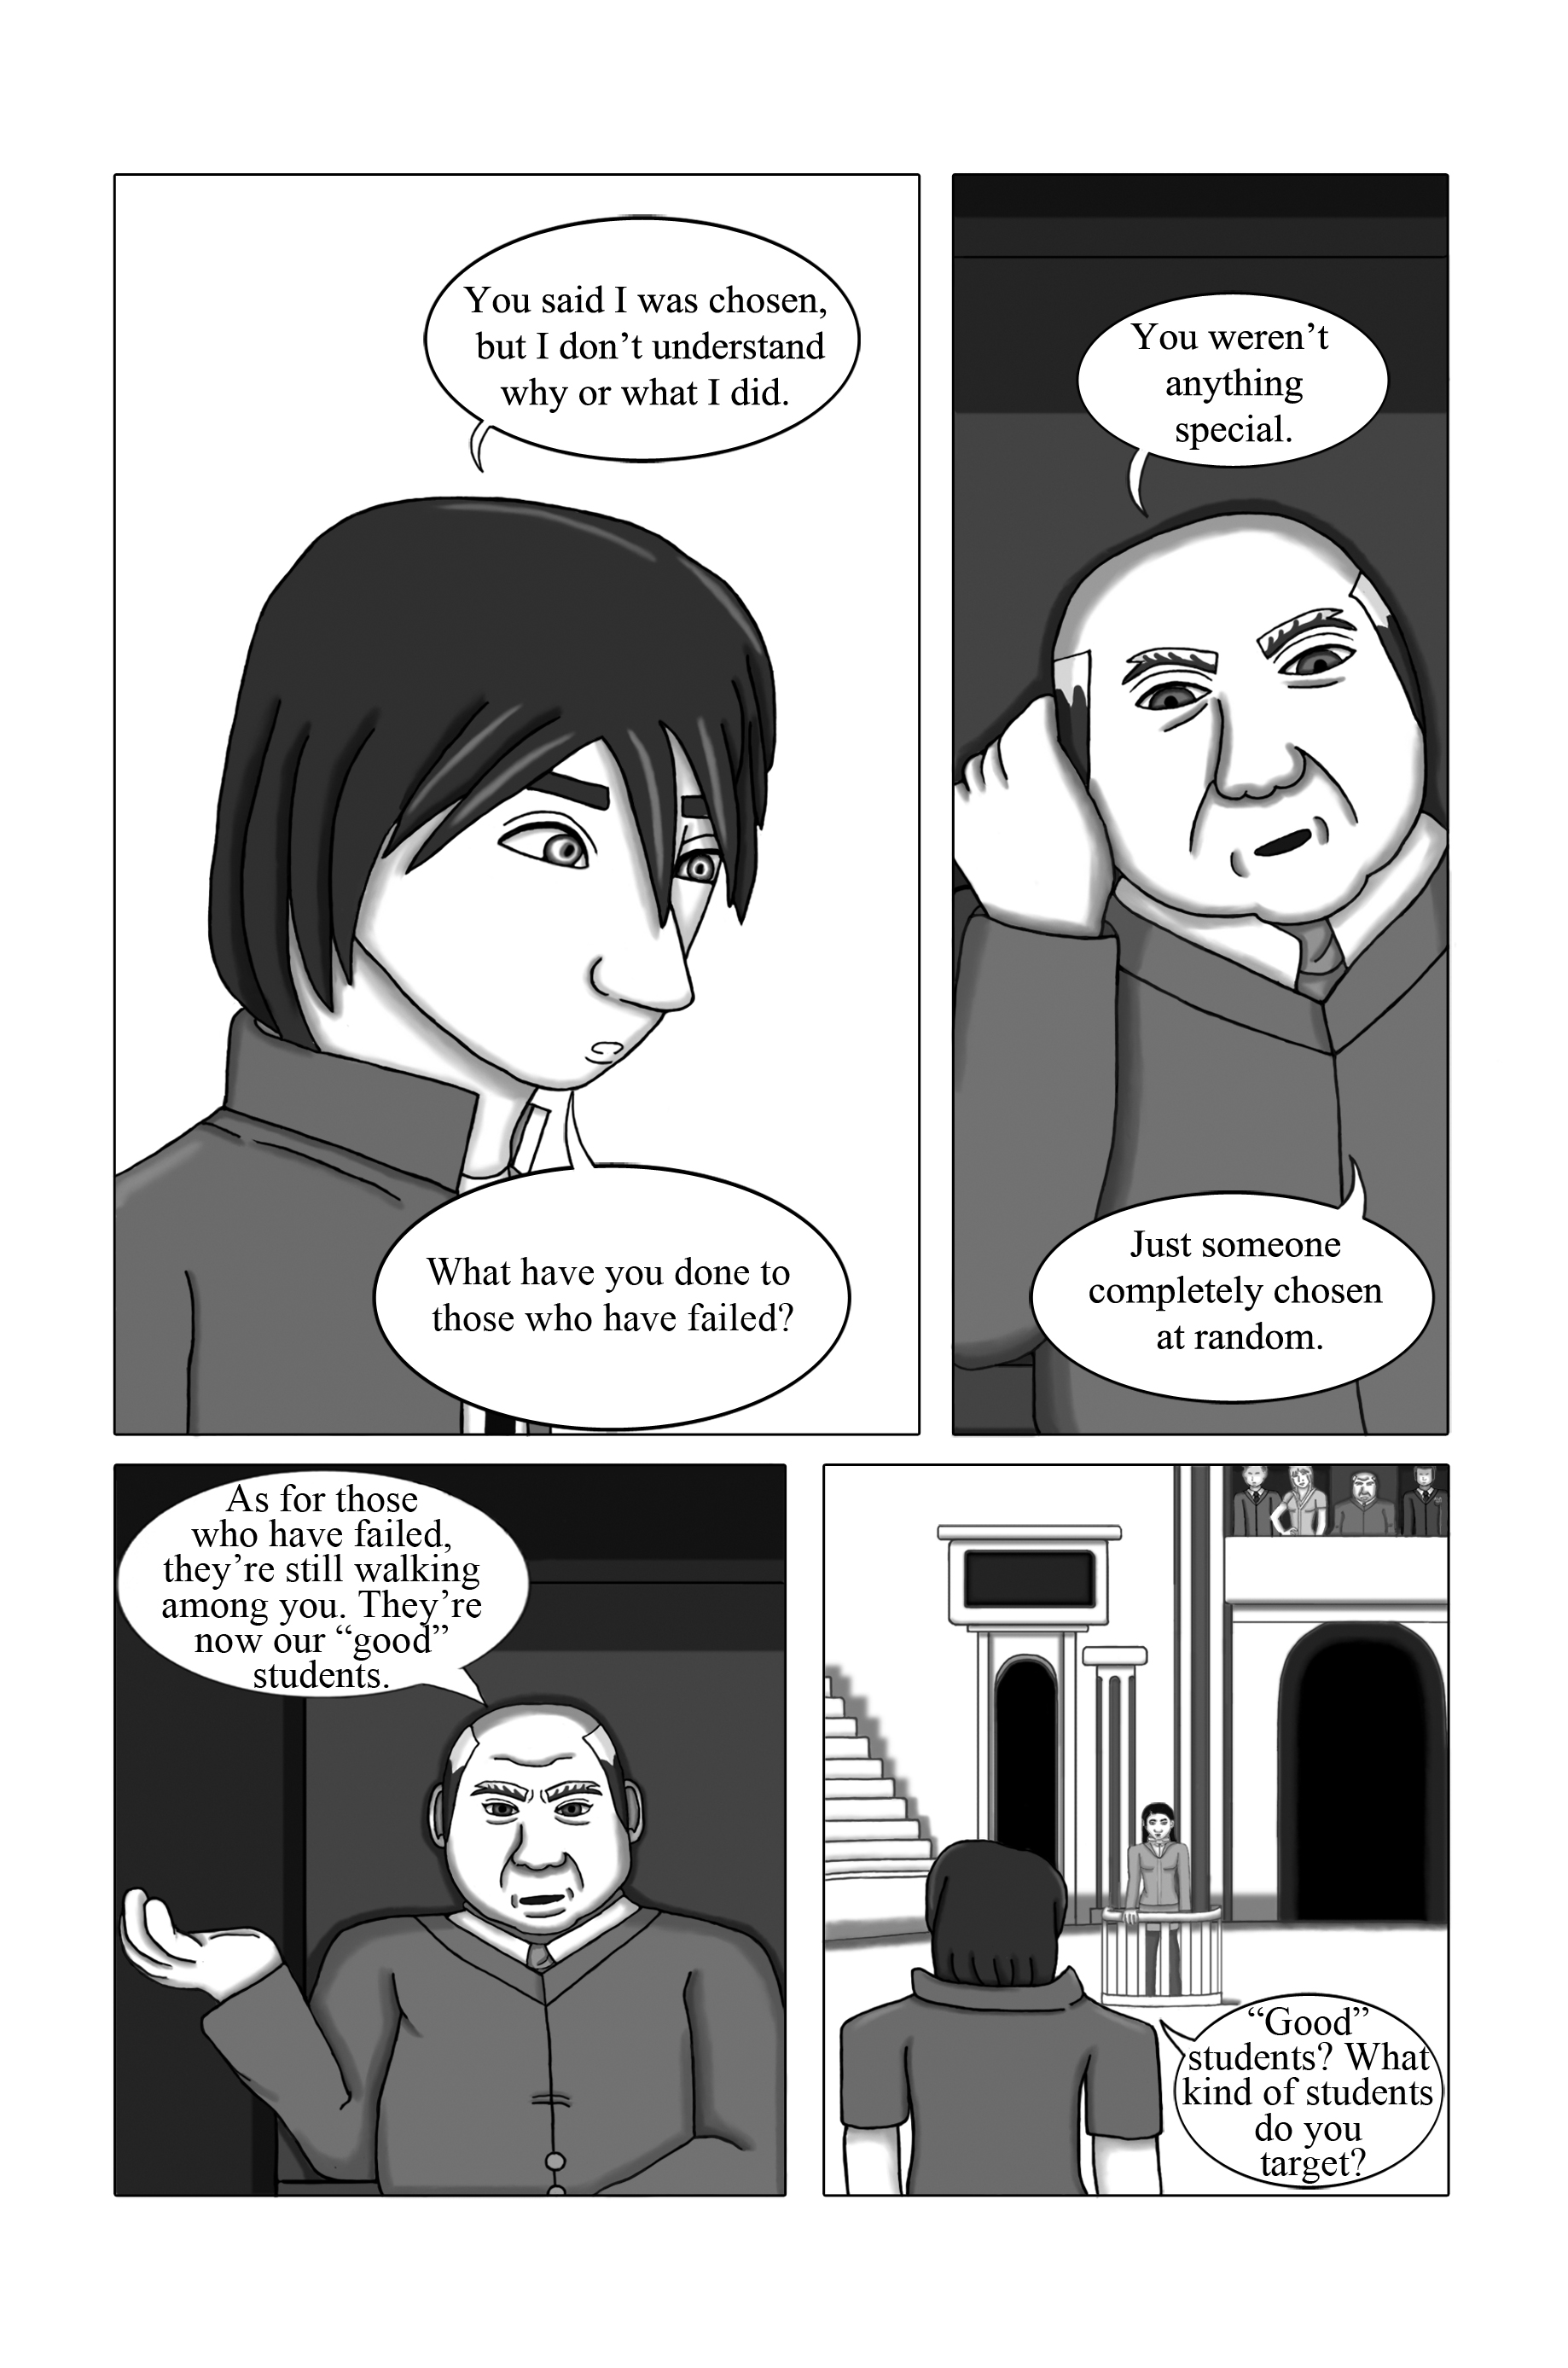 You said I was chosen,
but I don’t understand
why or what I did.
What have you done to
those who have failed?
You weren’t
anything
special.
Just someone
completely chosen
at random.
As for those
who have failed,
they’re still walking
among you. They’re
now our “good”
students.
“Good”
students? What
kind of students
do you
target?